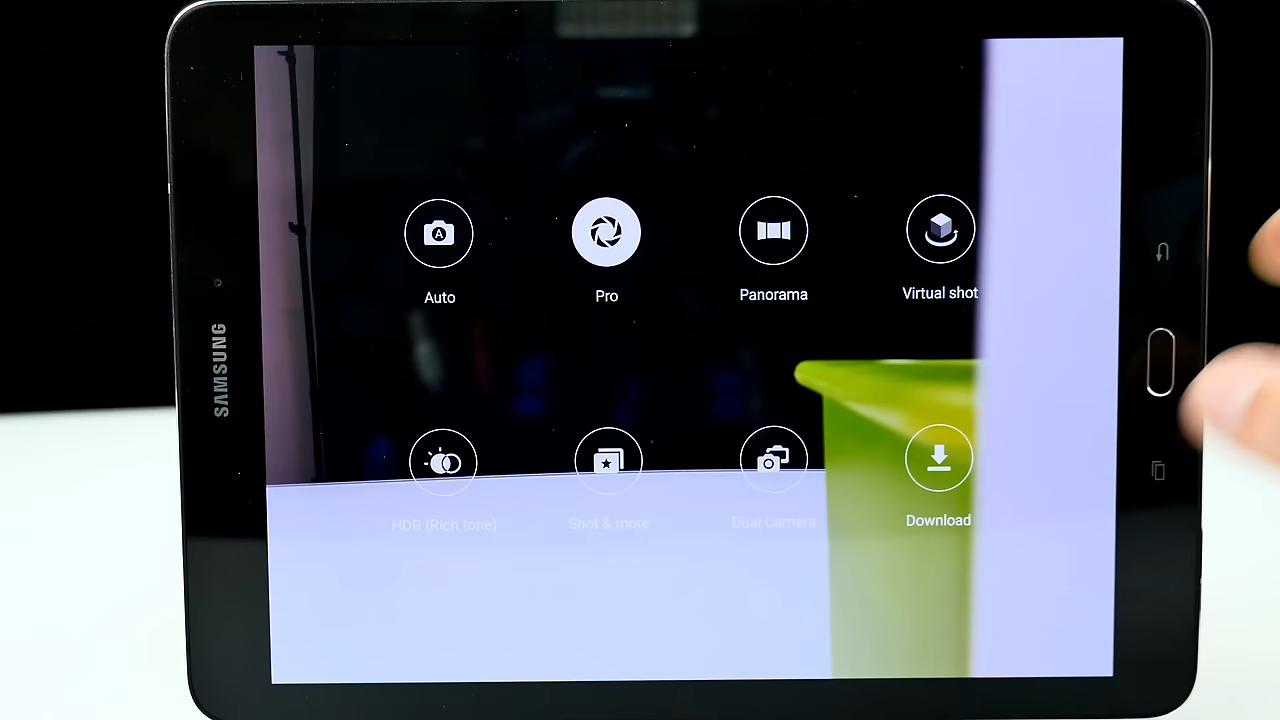 SAMSUNG
A
Auto
Pro
Panorama
Virtual shot
HDR (Rich tone)
Shot & more
Dual Camera
Download